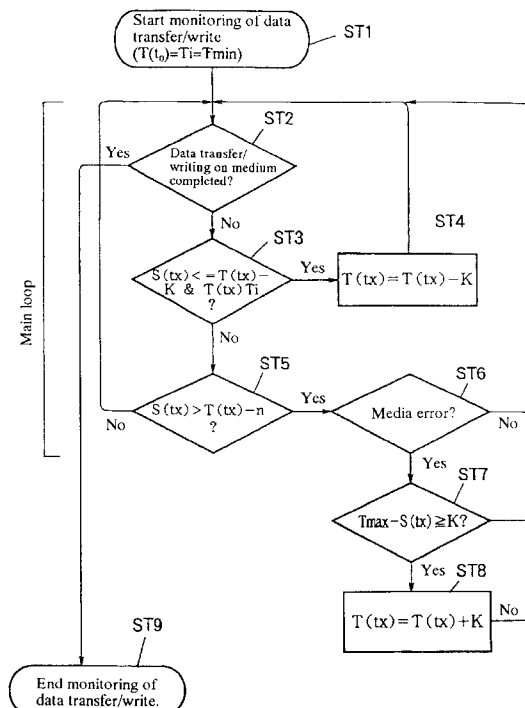 Start monitoring of data
transfer/write
(T(t₀)=Ti=Tmin)
ST1
Main loop
Yes
ST2
Data transfer/
writing on medium
completed?
No
ST3
S(tx)<=T(tx)-
K & T(tx) Ti
?
Yes
ST4
T(tx)=T(tx)-K
No
ST5
S(tx)>T(tx)-n
?
No
Yes
ST6
Media error?
No
Yes
ST7
Tmax-S(tx)≧K?
Yes
ST8
T(tx)=T(tx)+K
No
ST9
End monitoring of
data transfer/write.